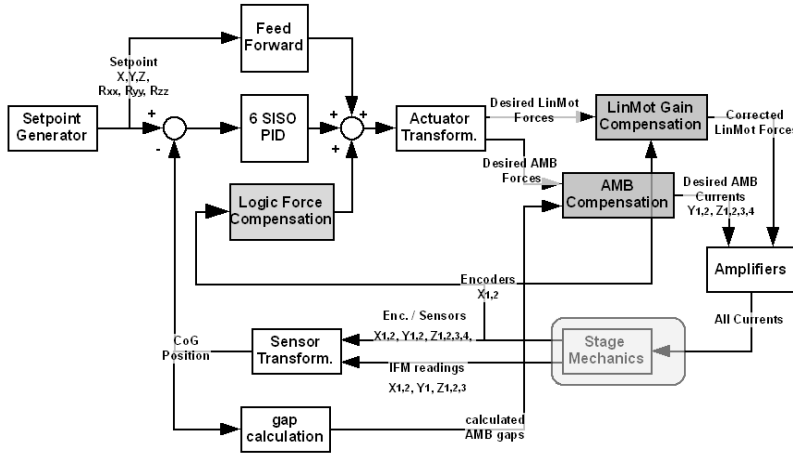 Setpoint
X,Y,Z,
Rxx, Ryy, Rzz
Feed
Forward
Setpoint
Generator
+
-
6 SISO
PID
+
+
+
Actuator
Transform.
Desired LinMot
Forces
LinMot Gain
Compensation
Corrected
LinMot Forces
Desired AMB
Forces
AMB
Compensation
Desired AMB
Currents
Y1,2, Z1,2,3,4
Logic Force
Compensation
Amplifiers
Encoders
X1,2
All Currents
Enc. / Sensors
X1,2, Y1,2, Z1,2,3,4,
CoG
Position
Sensor
Transform.
Stage
Mechanics
IFM readings
X1,2, Y1, Z1,2,3
gap
calculation
calculated
AMB gaps